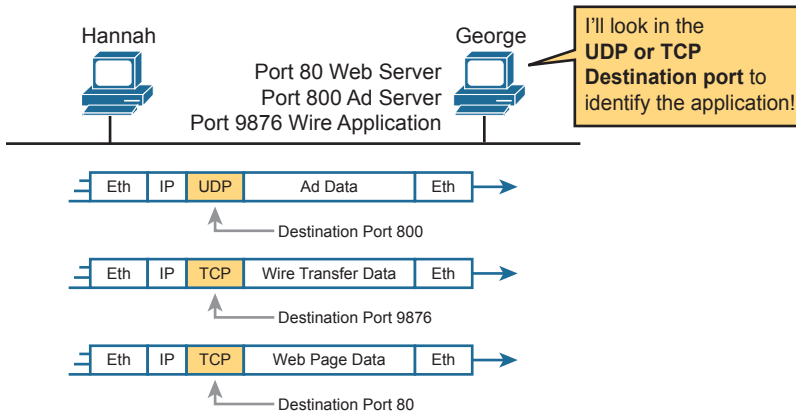 Hannah
George
I'll look in the
UDP or TCP
Destination port to
identify the application!
Port 80 Web Server
Port 800 Ad Server
Port 9876 Wire Application
Eth IP UDP Ad Data Eth
Destination Port 800
Eth IP TCP Wire Transfer Data Eth
Destination Port 9876
Eth IP TCP Web Page Data Eth
Destination Port 80